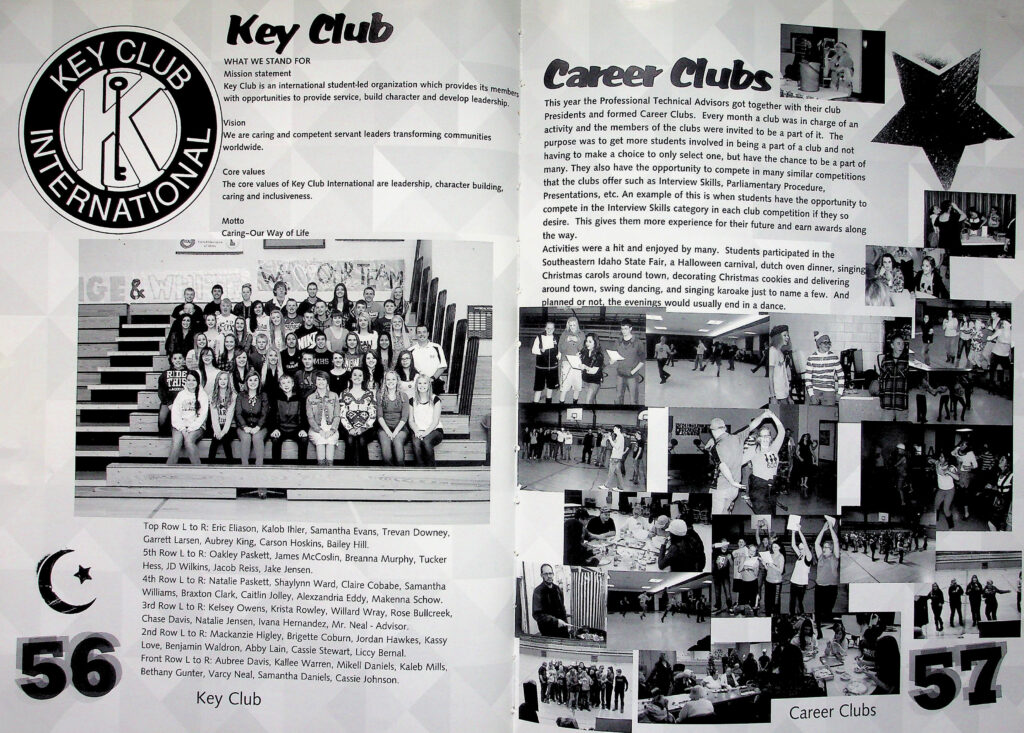 KEY CLUB
INTERNATIONAL
K
Key Club
WHAT WE STAND FOR
Mission statement
Key Club is an international student-led organization which provides its members
with opportunities to provide service, build character and develop leadership.
Vision
We are caring and competent servant leaders transforming communities
worldwide.
Core values
The core values of Key Club International are leadership, character building,
caring and inclusiveness.
Motto
Caring–Our Way of Life
GE & WHITE
RIDE
THIS
MHS
Top Row L to R: Eric Eliason, Kalob Ihler, Samantha Evans, Trevan Downey,
Garrett Larsen, Aubrey King, Carson Hoskins, Bailey Hill.
5th Row L to R: Oakley Paskett, James McCoslin, Breanna Murphy, Tucker
Hess, JD Wilkins, Jacob Reiss, Jake Jensen.
4th Row L to R: Natalie Paskett, Shaylynn Ward, Claire Cobabe, Samantha
Williams, Braxton Clark, Caitlin Jolley, Alexzandria Eddy, Makenna Schow.
3rd Row L to R: Kelsey Owens, Krista Rowley, Willard Wray, Rose Bullcreek,
Chase Davis, Natalie Jensen, Ivana Hernandez, Mr. Neal - Advisor.
2nd Row L to R: Mackanzie Higley, Brigette Coburn, Jordan Hawkes, Kassy
Love, Benjamin Waldron, Abby Lain, Cassie Stewart, Liccy Bernal.
Front Row L to R: Aubree Davis, Kallee Warren, Mikell Daniels, Kaleb Mills,
Bethany Gunter, Varcy Neal, Samantha Daniels, Cassie Johnson.
56
Key Club
Career Clubs
This year the Professional Technical Advisors got together with their club
Presidents and formed Career Clubs. Every month a club was in charge of an
activity and the members of the clubs were invited to be a part of it. The
purpose was to get more students involved in being a part of a club and not
having to make a choice to only select one, but have the chance to be a part of
many. They also have the opportunity to compete in many similar competitions
that the clubs offer such as Interview Skills, Parliamentary Procedure,
Presentations, etc. An example of this is when students have the opportunity to
compete in the Interview Skills category in each club competition if they so
desire. This gives them more experience for their future and earn awards along
the way.
Activities were a hit and enjoyed by many. Students participated in the
Southeastern Idaho State Fair, a Halloween carnival, dutch oven dinner, singing
Christmas carols around town, decorating Christmas cookies and delivering
around town, swing dancing, and singing karoake just to name a few. And
planned or not, the evenings would usually end in a dance.
Career Clubs
57